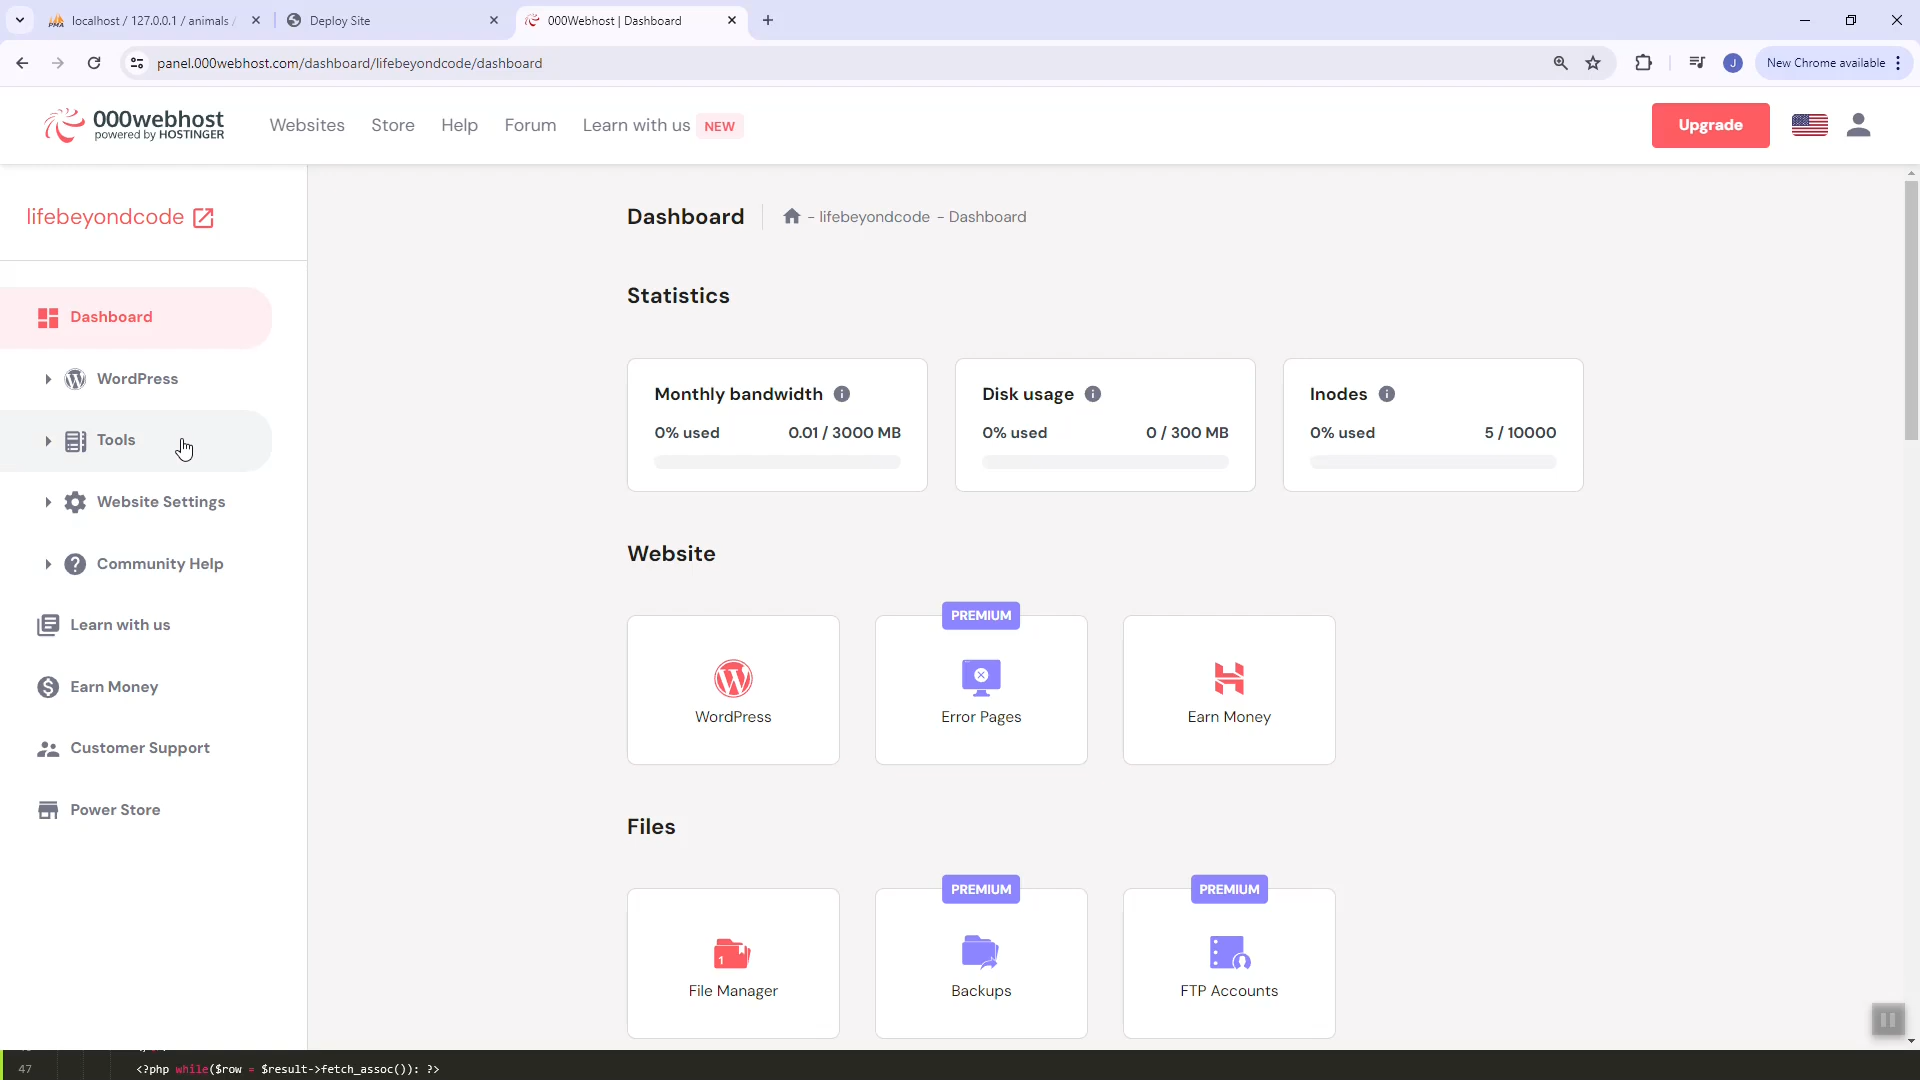 localhost / 127.0.0.1 / animals /
Deploy Site
000Webhost | Dashboard
panel.000webhost.com/dashboard/lifebeyondcode/dashboard
J
New Chrome available
000webhost
powered by HOSTINGER
Websites
Store
Help
Forum
Learn with us NEW
Upgrade
lifebeyondcode
Dashboard
WordPress
Tools
Website Settings
Community Help
Learn with us
Earn Money
Customer Support
Power Store
Dashboard
- lifebeyondcode - Dashboard
Statistics
Monthly bandwidth
0% used 0.01 / 3000 MB
Disk usage
0% used 0 / 300 MB
Inodes
0% used 5 / 10000
Website
WordPress
PREMIUM
Error Pages
Earn Money
Files
File Manager
PREMIUM
Backups
PREMIUM
FTP Accounts
47 <?php while($row = $result->fetch_assoc()): ?>